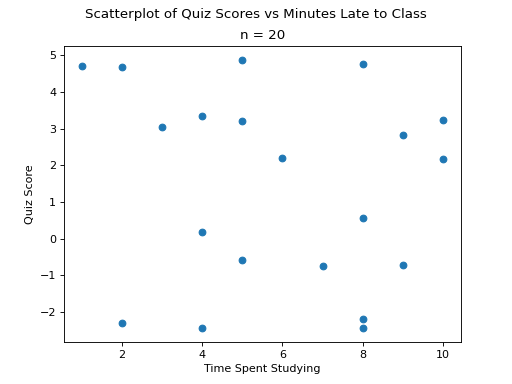 Scatterplot of Quiz Scores vs Minutes Late to Class
n = 20
5
4
3
2
1
0
−1
−2
Quiz Score
2 4 6 8 10
Time Spent Studying